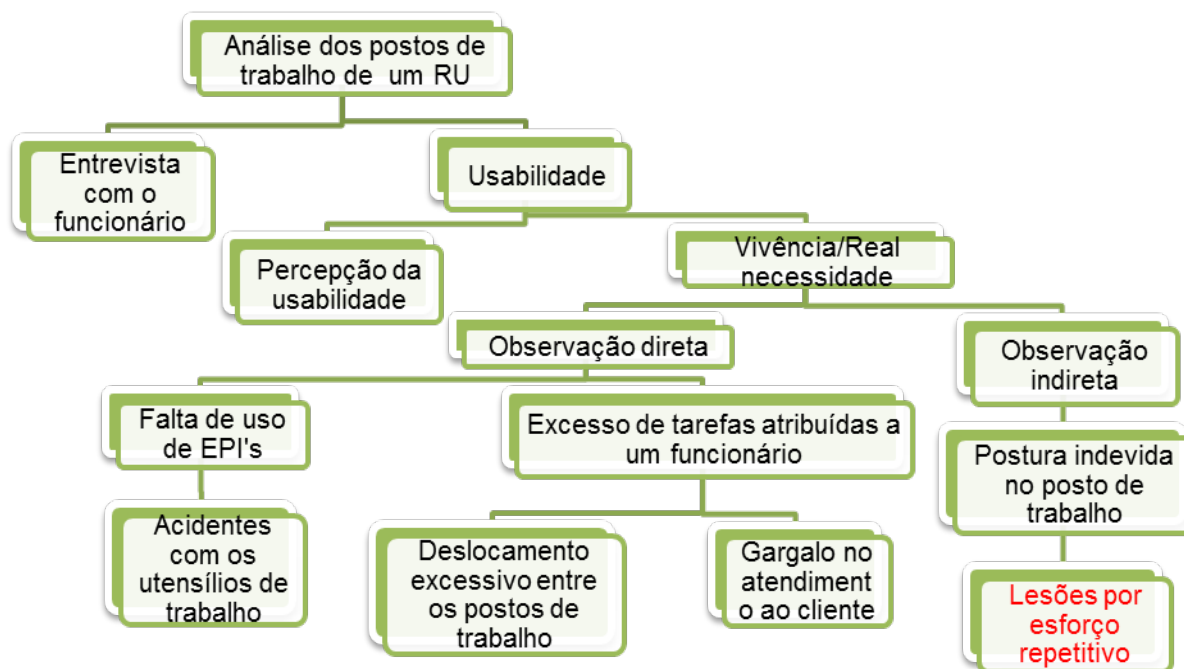 Análise dos postos de
trabalho de um RU
Entrevista
com o
funcionário
Usabilidade
Percepção da
usabilidade
Vivência/Real
necessidade
Observação direta
Observação
indireta
Falta de uso
de EPI's
Excesso de tarefas atribuídas a
um funcionário
Postura indevida
no posto de
trabalho
Acidentes
com os
utensílios de
trabalho
Deslocamento
excessivo entre
os postos de
trabalho
Gargalo no
atendiment
o ao cliente
Lesões por
esforço
repetitivo